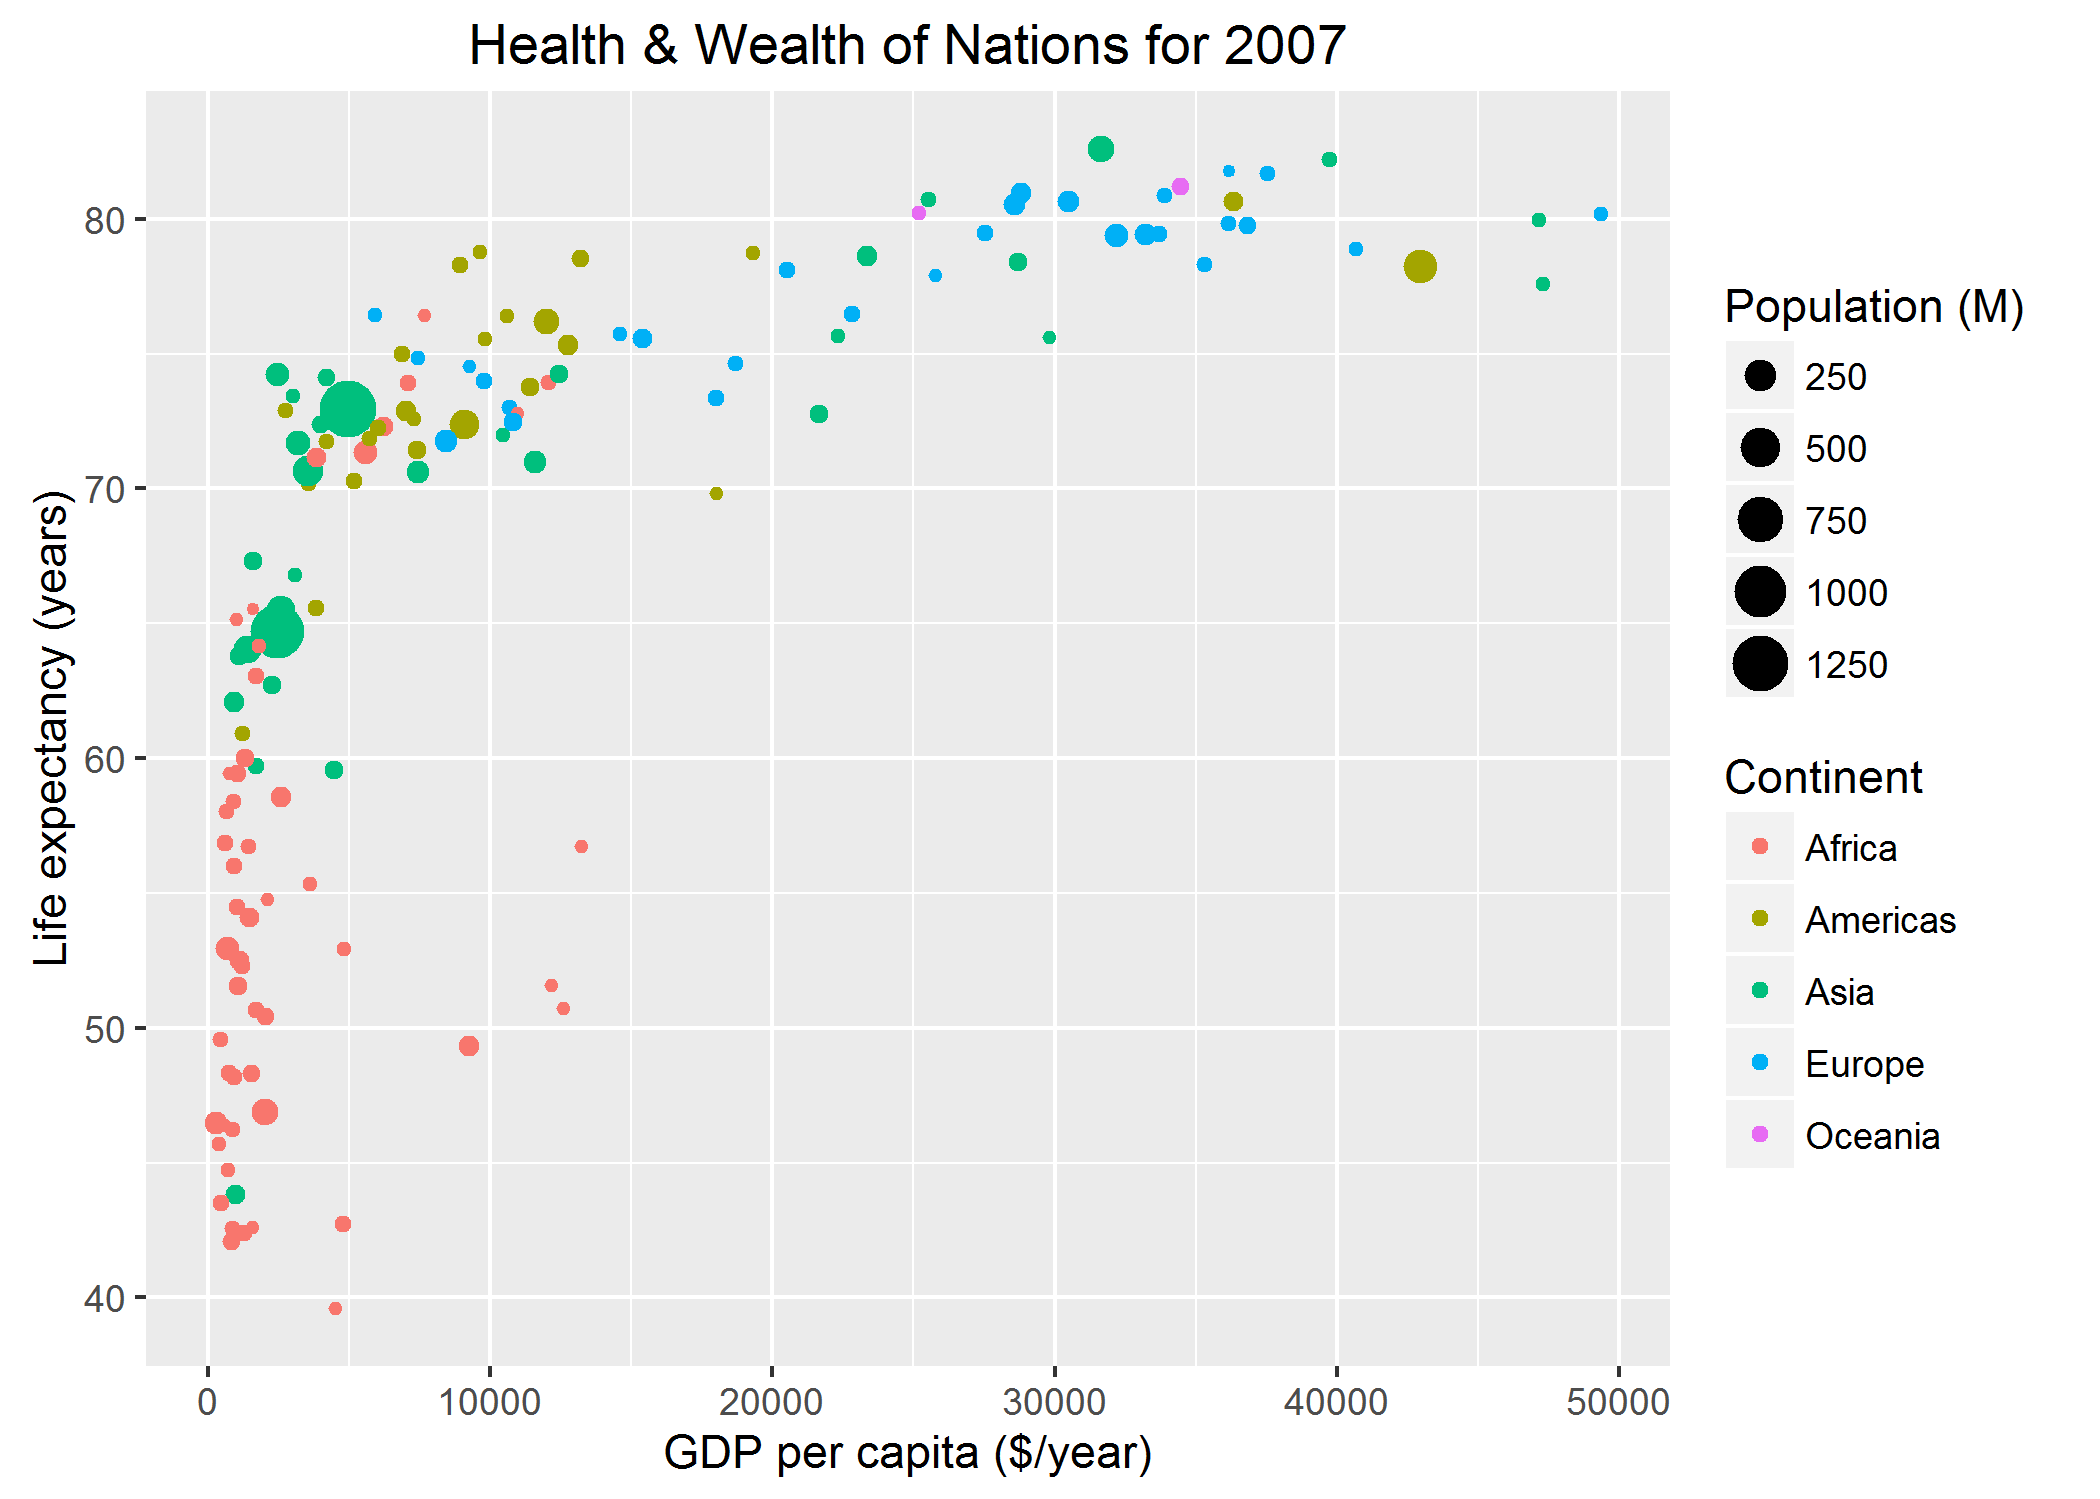 Health & Wealth of Nations for 2007
Life expectancy (years)
80
70
60
50
40
0 10000 20000 30000 40000 50000
GDP per capita ($/year)
Population (M)
250
500
750
1000
1250
Continent
Africa
Americas
Asia
Europe
Oceania